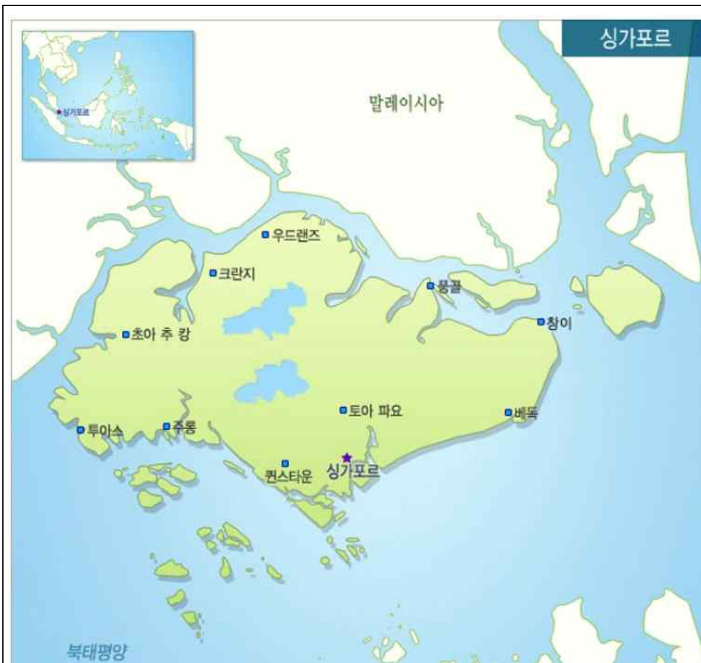 싱가포르
싱가포르
말레이시아
우드랜즈
크란지
풍골
창이
초아 추 캉
토아 파요
베독
투아스
주롱
퀸스타운
싱가포르
북태평양